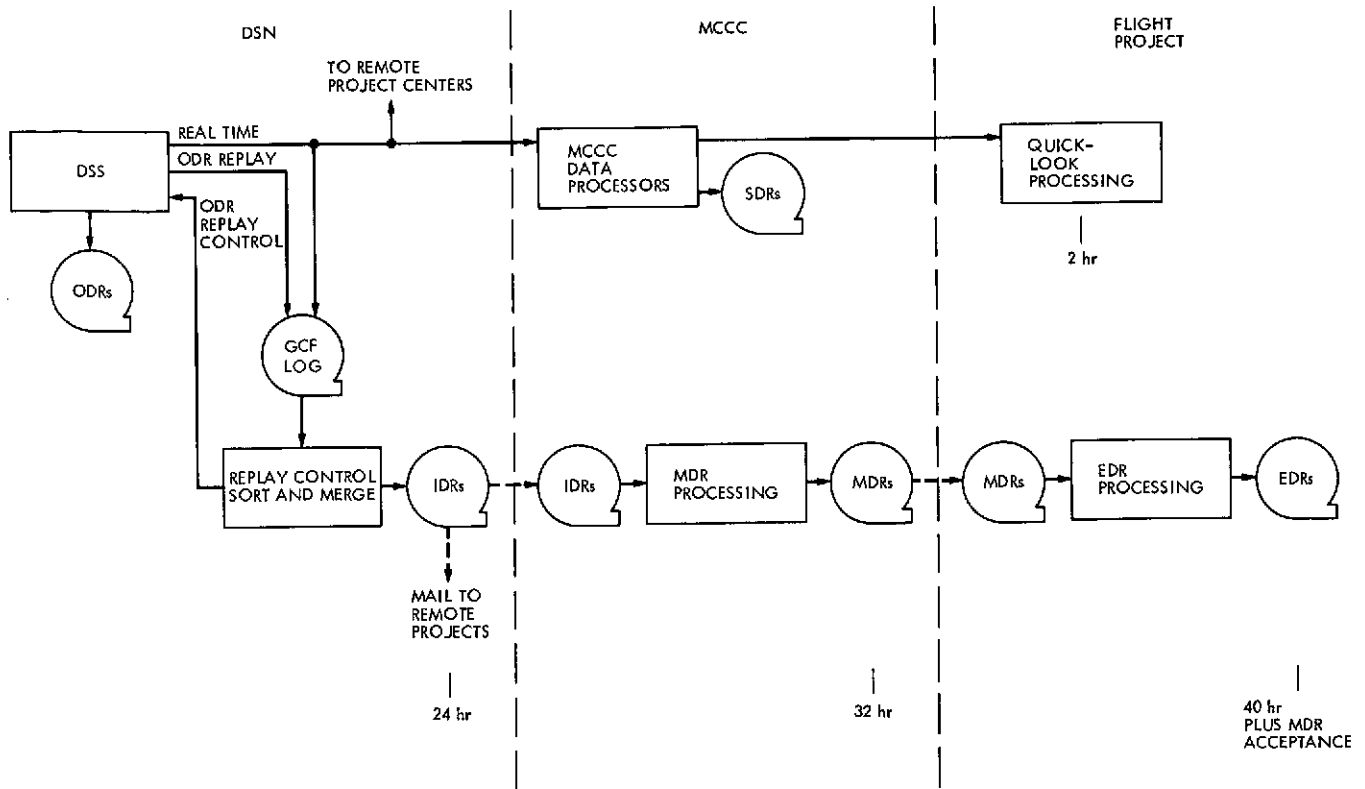 DSN
MCCC
FLIGHT
PROJECT
TO REMOTE
PROJECT CENTERS
REAL TIME
ODR REPLAY
DSS
ODR
REPLAY
CONTROL
ODRs
GCF
LOG
MCCC
DATA
PROCESSORS
SDRs
QUICK-
LOOK
PROCESSING
2 hr
REPLAY CONTROL
SORT AND MERGE
IDRs
IDRs
MDR
PROCESSING
MDRs
MDRs
EDR
PROCESSING
EDRs
MAIL TO
REMOTE
PROJECTS
24 hr
32 hr
40 hr
PLUS MDR
ACCEPTANCE